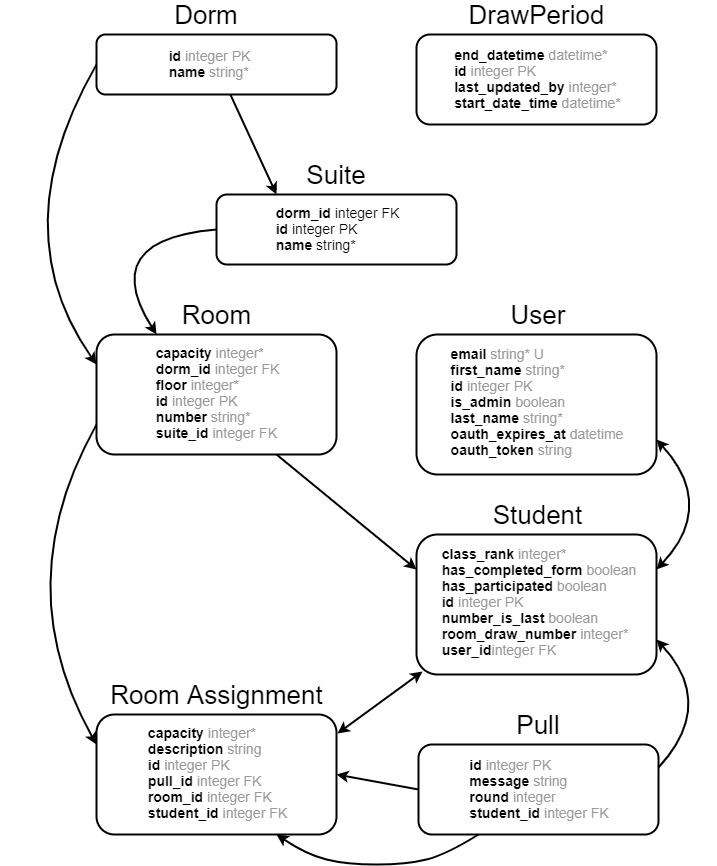 Dorm
id integer PK
name string*
DrawPeriod
end_datetime datetime*
id integer PK
last_updated_by integer*
start_date_time datetime*
Suite
dorm_id integer FK
id integer PK
name string*
Room
capacity integer*
dorm_id integer FK
floor integer*
id integer PK
number string*
suite_id integer FK
User
email string* U
first_name string*
id integer PK
is_admin boolean
last_name string*
oauth_expires_at datetime
oauth_token string
Student
class_rank integer*
has_completed_form boolean
has_participated boolean
id integer PK
number_is_last boolean
room_draw_number integer*
user_idinteger FK
Room Assignment
capacity integer*
description string
id integer PK
pull_id integer FK
room_id integer FK
student_id integer FK
Pull
id integer PK
message string
round integer
student_id integer FK